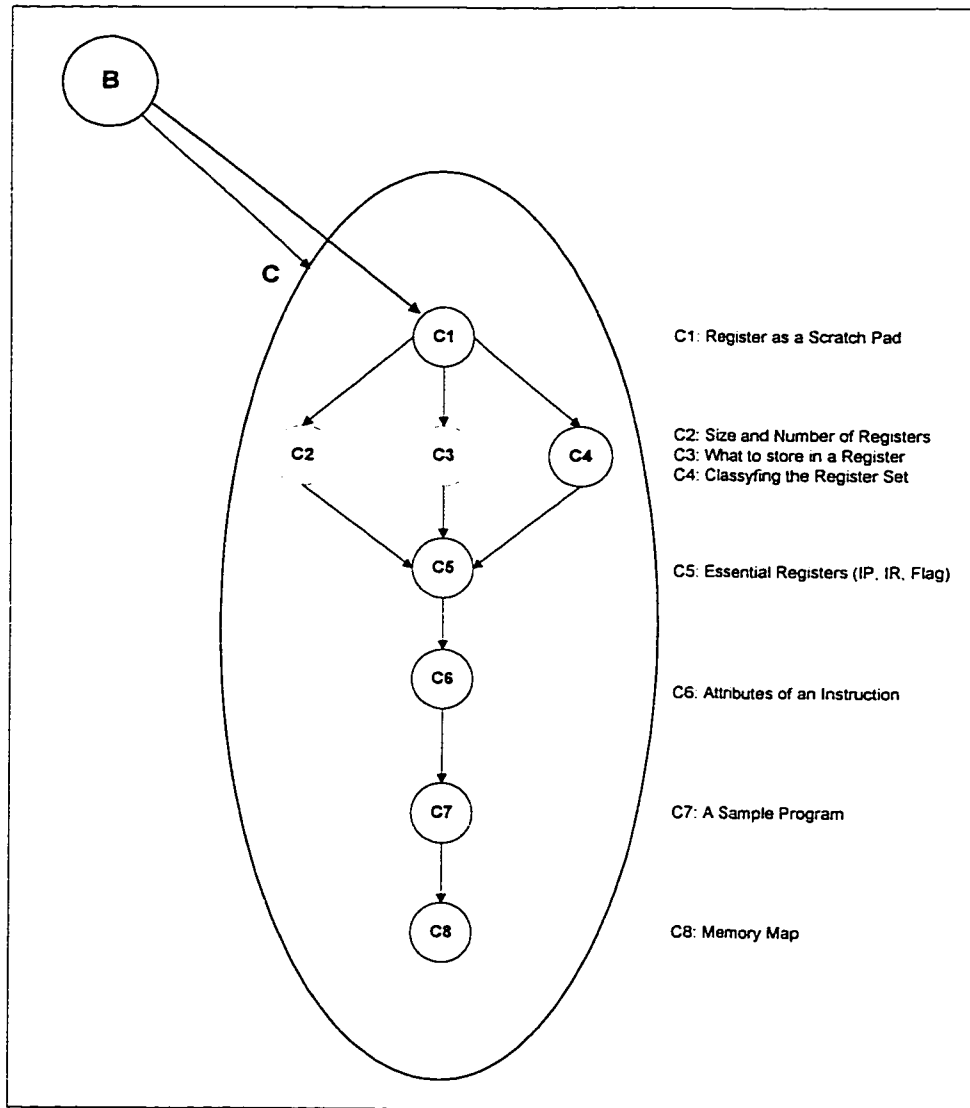 B
C
C1
C1: Register as a Scratch Pad
C2
C3
C4
C2: Size and Number of Registers
C3: What to store in a Register
C4: Classyfing the Register Set
C5
C5: Essential Registers (IP, IR, Flag)
C6
C6: Attributes of an Instruction
C7
C7: A Sample Program
C8
C8: Memory Map